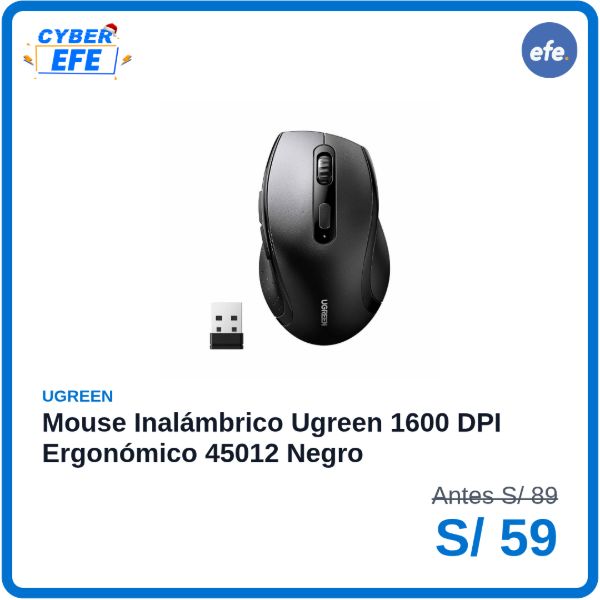 CYBER
EFE
efe.
UGREEN
UGREEN
Mouse Inalámbrico Ugreen 1600 DPI
Ergonómico 45012 Negro
Antes S/ 89
S/ 59